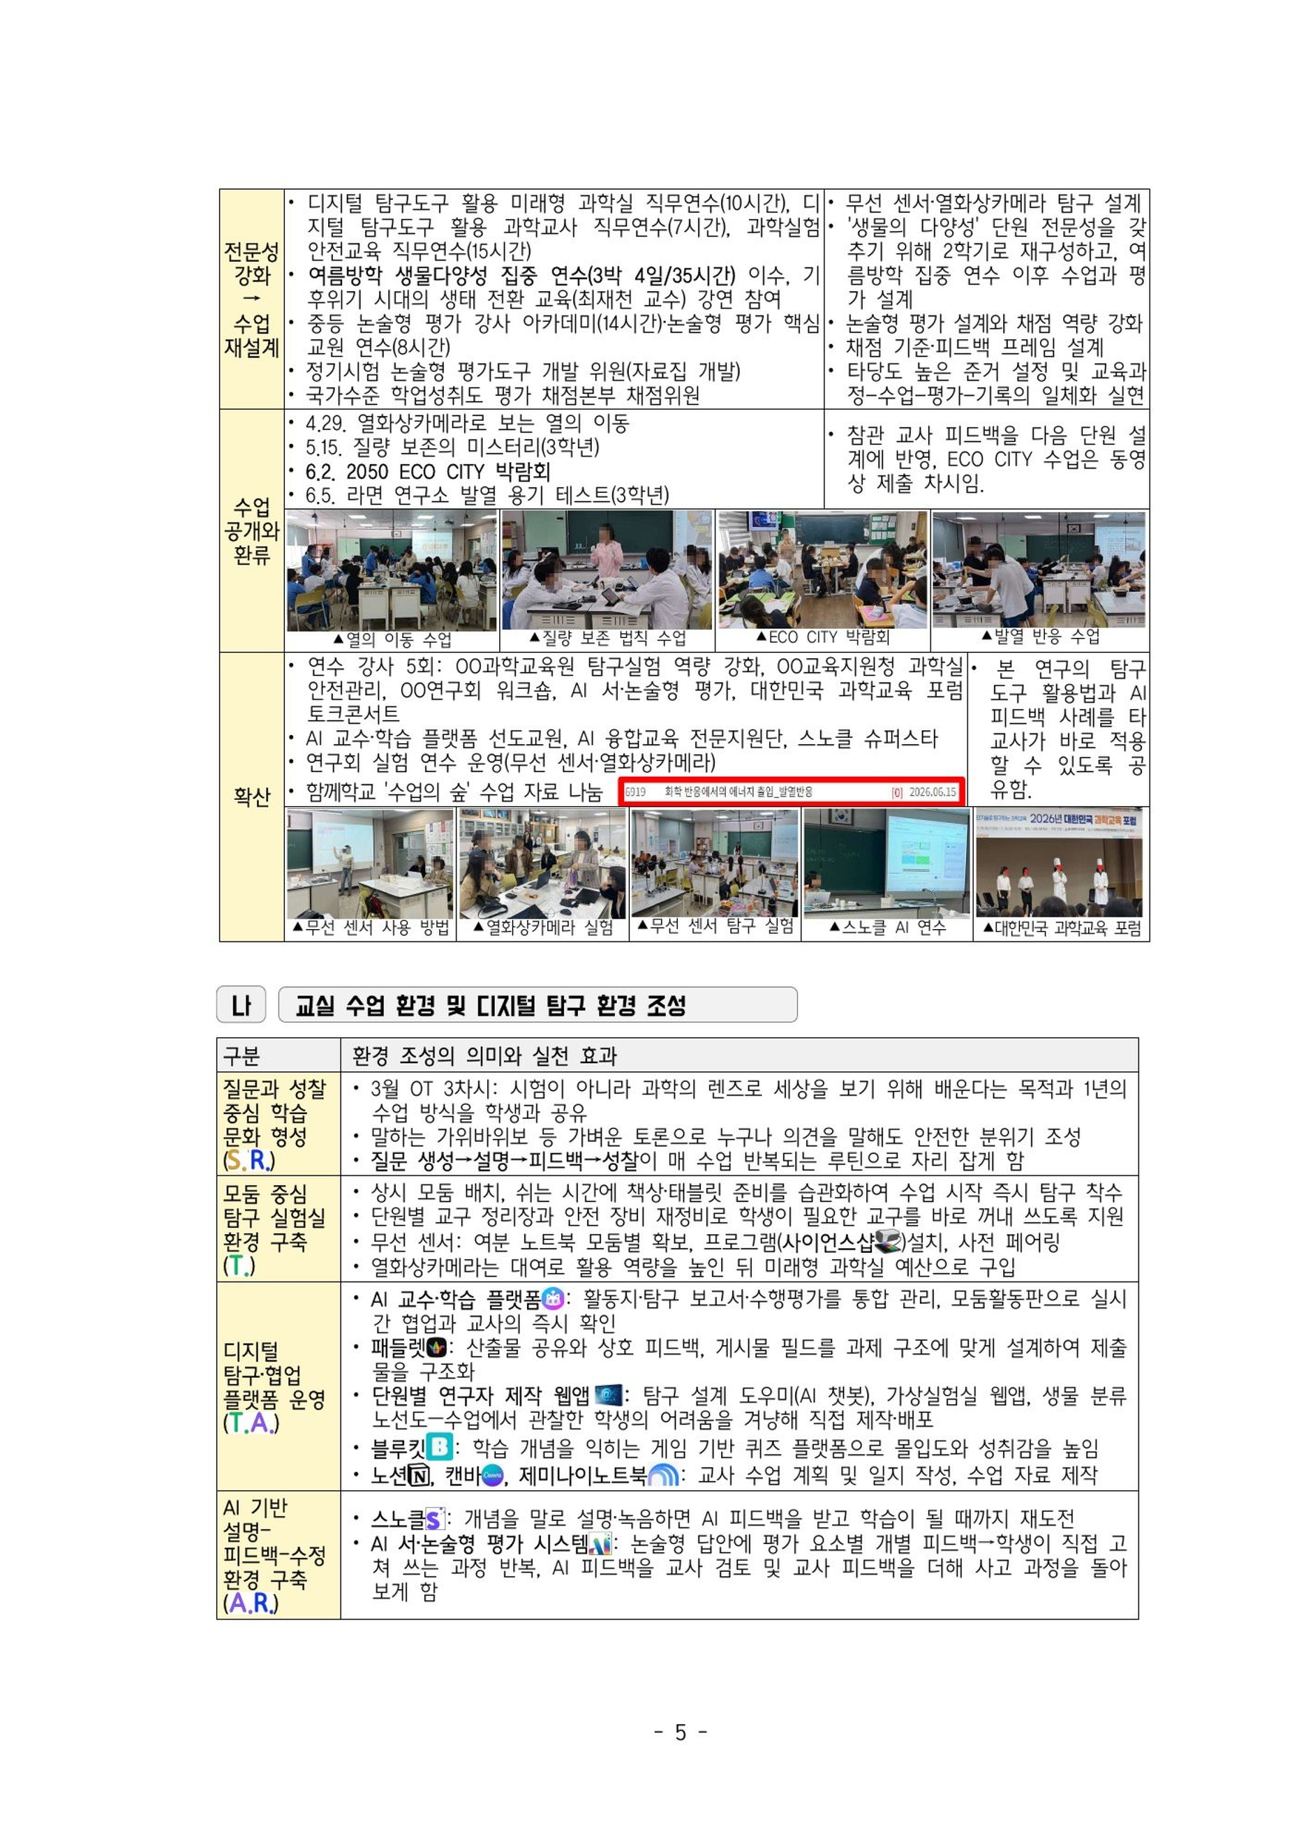 전문성
강화
→
수업
재설계
• 디지털 탐구도구 활용 미래형 과학실 직무연수(10시간), 디
지털 탐구도구 활용 과학교사 직무연수(7시간), 과학실험
안전교육 직무연수(15시간)
• 여름방학 생물다양성 집중 연수(3박 4일/35시간) 이수, 기
후위기 시대의 생태 전환 교육(최재천 교수) 강연 참여
• 중등 논술형 평가 강사 아카데미(14시간)·논술형 평가 핵심
교원 연수(8시간)
• 정기시험 논술형 평가도구 개발 위원(자료집 개발)
• 국가수준 학업성취도 평가 채점본부 채점위원
• 무선 센서·열화상카메라 탐구 설계
• '생물의 다양성' 단원 전문성을 갖
추기 위해 2학기로 재구성하고, 여
름방학 집중 연수 이후 수업과 평
가 설계
• 논술형 평가 설계와 채점 역량 강화
• 채점 기준·피드백 프레임 설계
• 타당도 높은 준거 설정 및 교육과
정-수업-평가-기록의 일체화 실현
수업
공개와
환류
• 4.29. 열화상카메라로 보는 열의 이동
• 5.15. 질량 보존의 미스터리(3학년)
• 6.2. 2050 ECO CITY 박람회
• 6.5. 라면 연구소 발열 용기 테스트(3학년)
• 참관 교사 피드백을 다음 단원 설
계에 반영, ECO CITY 수업은 동영
상 제출 차시임.
▲열의 이동 수업
▲질량 보존 법칙 수업
▲ECO CITY 박람회
▲발열 반응 수업
확산
• 연수 강사 5회: OO과학교육원 탐구실험 역량 강화, OO교육지원청 과학실
안전관리, OO연구회 워크숍, AI 서·논술형 평가, 대한민국 과학교육 포럼
토크콘서트
• AI 교수·학습 플랫폼 선도교원, AI 융합교육 전문지원단, 스노클 슈퍼스타
• 연구회 실험 연수 운영(무선 센서·열화상카메라)
• 함께학교 '수업의 숲' 수업 자료 나눔
6919 화학 반응에서의 에너지 출입_발열반응 [0] 2026.06.15
• 본 연구의 탐구
도구 활용법과 AI
피드백 사례를 타
교사가 바로 적용
할 수 있도록 공
유함.
2026년 대한민국 과학교육 포럼
▲무선 센서 사용 방법
▲열화상카메라 실험
▲무선 센서 탐구 실험
▲스노클 AI 연수
▲대한민국 과학교육 포럼
나 교실 수업 환경 및 디지털 탐구 환경 조성
구분
환경 조성의 의미와 실천 효과
질문과 성찰
중심 학습
문화 형성
(S.R.)
• 3월 OT 3차시: 시험이 아니라 과학의 렌즈로 세상을 보기 위해 배운다는 목적과 1년의
수업 방식을 학생과 공유
• 말하는 가위바위보 등 가벼운 토론으로 누구나 의견을 말해도 안전한 분위기 조성
• 질문 생성→설명→피드백→성찰이 매 수업 반복되는 루틴으로 자리 잡게 함
모둠 중심
탐구 실험실
환경 구축
(T.)
• 상시 모둠 배치, 쉬는 시간에 책상·태블릿 준비를 습관화하여 수업 시작 즉시 탐구 착수
• 단원별 교구 정리장과 안전 장비 재정비로 학생이 필요한 교구를 바로 꺼내 쓰도록 지원
• 무선 센서: 여분 노트북 모둠별 확보, 프로그램(사이언스샵)설치, 사전 페어링
• 열화상카메라는 대여로 활용 역량을 높인 뒤 미래형 과학실 예산으로 구입
디지털
탐구·협업
플랫폼 운영
(T.A.)
• AI 교수·학습 플랫폼: 활동지·탐구 보고서·수행평가를 통합 관리, 모둠활동판으로 실시
간 협업과 교사의 즉시 확인
• 패들렛: 산출물 공유와 상호 피드백, 게시물 필드를 과제 구조에 맞게 설계하여 제출
물을 구조화
• 단원별 연구자 제작 웹앱: 탐구 설계 도우미(AI 챗봇), 가상실험실 웹앱, 생물 분류
노선도—수업에서 관찰한 학생의 어려움을 겨냥해 직접 제작·배포
• 블루킷B: 학습 개념을 익히는 게임 기반 퀴즈 플랫폼으로 몰입도와 성취감을 높임
• 노션N, 캔바Canva, 제미나이노트북: 교사 수업 계획 및 일지 작성, 수업 자료 제작
AI 기반
설명-
피드백-수정
환경 구축
(A.R.)
• 스노클S: 개념을 말로 설명·녹음하면 AI 피드백을 받고 학습이 될 때까지 재도전
• AI 서·논술형 평가 시스템: 논술형 답안에 평가 요소별 개별 피드백→학생이 직접 고
쳐 쓰는 과정 반복, AI 피드백을 교사 검토 및 교사 피드백을 더해 사고 과정을 돌아
보게 함
- 5 -